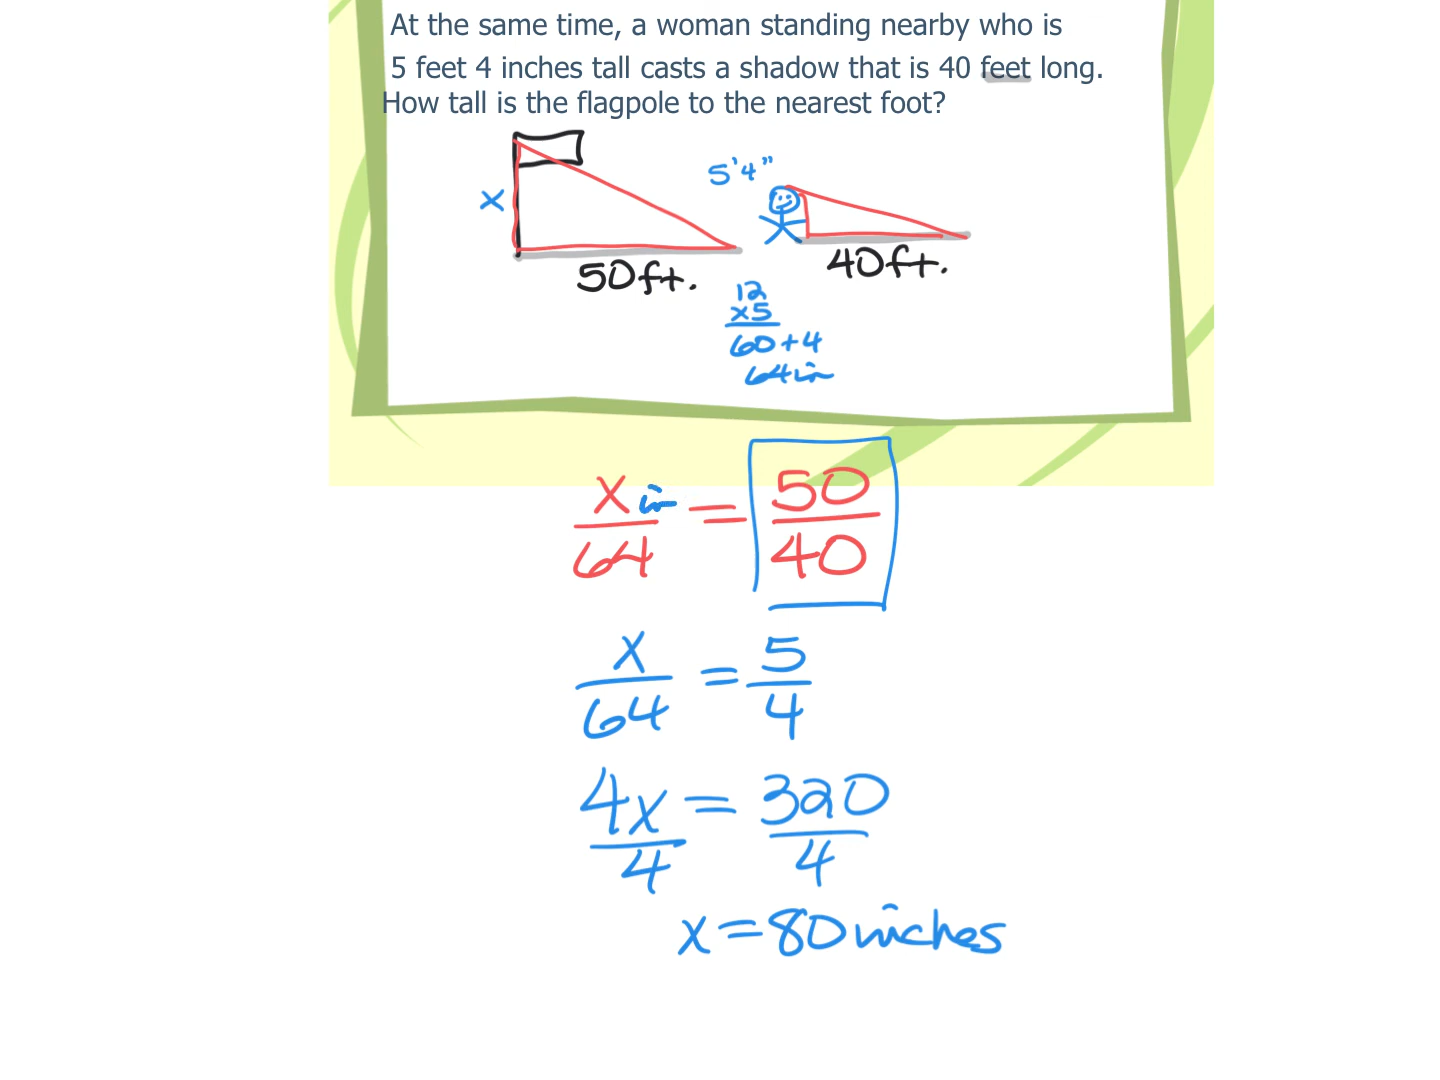 At the same time, a woman standing nearby who is
5 feet 4 inches tall casts a shadow that is 40 feet long.
How tall is the flagpole to the nearest foot?
5'4"
x
50ft.
40ft.
12
x5
60+4
64in
x in = 50
64 40
x = 5
64 4
4x = 320
4 4
x = 80 inches